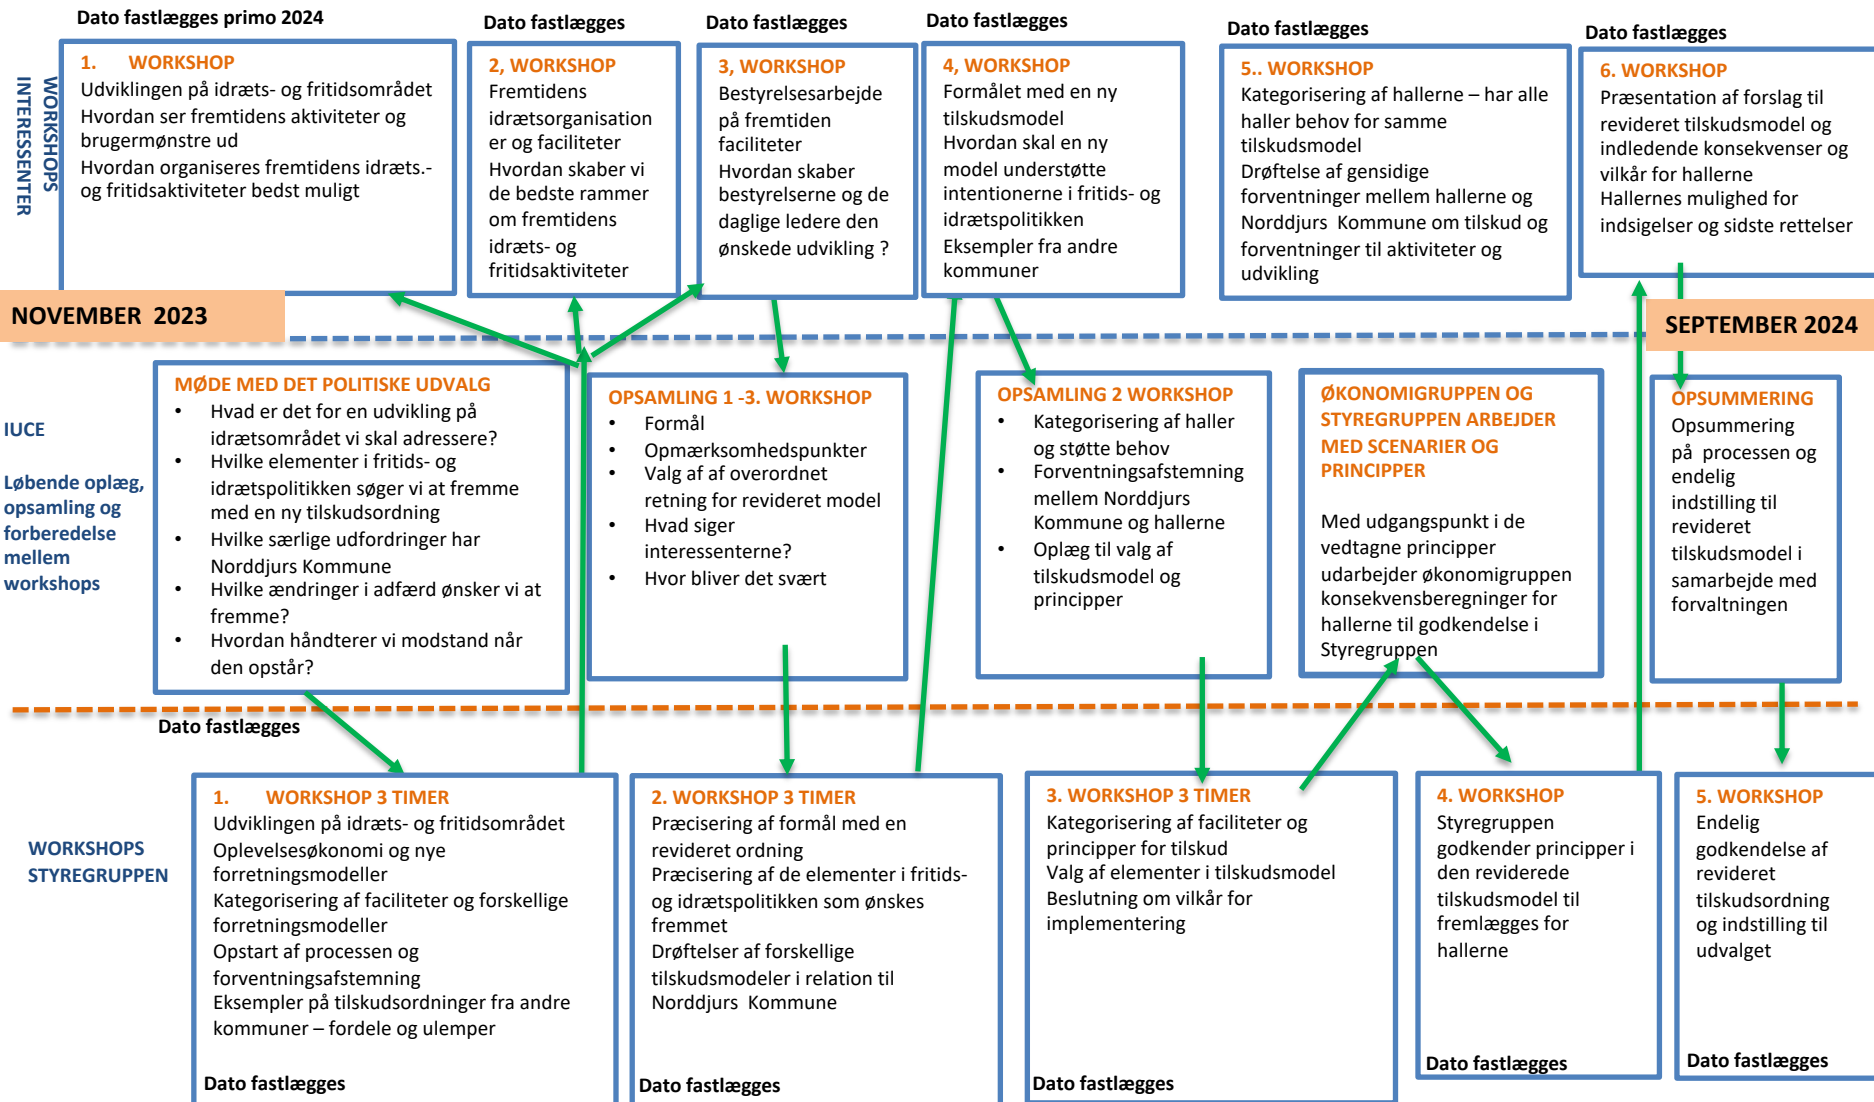 Dato fastlægges primo 2024
Dato fastlægges
Dato fastlægges
Dato fastlægges
Dato fastlægges
Dato fastlægges
WORKSHOPS
INTERESSENTER
1. WORKSHOP
Udviklingen på idræts- og fritidsområdet
Hvordan ser fremtidens aktiviteter og
brugermønstre ud
Hvordan organiseres fremtidens idræts.-
og fritidsaktiviteter bedst muligt
2, WORKSHOP
Fremtidens
idrætsorganisation
er og faciliteter
Hvordan skaber vi
de bedste rammer
om fremtidens
idræts- og
fritidsaktiviteter
3, WORKSHOP
Bestyrelsesarbejde
på fremtiden
faciliteter
Hvordan skaber
bestyrelserne og de
daglige ledere den
ønskede udvikling ?
4, WORKSHOP
Formålet med en ny
tilskudsmodel
Hvordan skal en ny
model understøtte
intentionerne i fritids- og
idrætspolitikken
Eksempler fra andre
kommuner
5.. WORKSHOP
Kategorisering af hallerne – har alle
haller behov for samme
tilskudsmodel
Drøftelse af gensidige
forventninger mellem hallerne og
Norddjurs Kommune om tilskud og
forventninger til aktiviteter og
udvikling
6. WORKSHOP
Præsentation af forslag til
revideret tilskudsmodel og
indledende konsekvenser og
vilkår for hallerne
Hallernes mulighed for
indsigelser og sidste rettelser
NOVEMBER 2023
SEPTEMBER 2024
IUCE
Løbende oplæg,
opsamling og
forberedelse
mellem
workshops
MØDE MED DET POLITISKE UDVALG
• Hvad er det for en udvikling på
idrætsområdet vi skal adressere?
• Hvilke elementer i fritids- og
idrætspolitikken søger vi at fremme
med en ny tilskudsordning
• Hvilke særlige udfordringer har
Norddjurs Kommune
• Hvilke ændringer i adfærd ønsker vi at
fremme?
• Hvordan håndterer vi modstand når
den opstår?
OPSAMLING 1 -3. WORKSHOP
• Formål
• Opmærksomhedspunkter
• Valg af af overordnet
retning for revideret model
• Hvad siger
interessenterne?
• Hvor bliver det svært
OPSAMLING 2 WORKSHOP
• Kategorisering af haller
og støtte behov
• Forventningsafstemning
mellem Norddjurs
Kommune og hallerne
• Oplæg til valg af
tilskudsmodel og
principper
ØKONOMIGRUPPEN OG
STYREGRUPPEN ARBEJDER
MED SCENARIER OG
PRINCIPPER
Med udgangspunkt i de
vedtagne principper
udarbejder økonomigruppen
konsekvensberegninger for
hallerne til godkendelse i
Styregruppen
OPSUMMERING
Opsummering
på processen og
endelig
indstilling til
revideret
tilskudsmodel i
samarbejde med
forvaltningen
Dato fastlægges
WORKSHOPS
STYREGRUPPEN
1. WORKSHOP 3 TIMER
Udviklingen på idræts- og fritidsområdet
Oplevelsesøkonomi og nye
forretningsmodeller
Kategorisering af faciliteter og forskellige
forretningsmodeller
Opstart af processen og
forventningsafstemning
Eksempler på tilskudsordninger fra andre
kommuner – fordele og ulemper
Dato fastlægges
2. WORKSHOP 3 TIMER
Præcisering af formål med en
revideret ordning
Præcisering af de elementer i fritids-
og idrætspolitikken som ønskes
fremmet
Drøftelser af forskellige
tilskudsmodeler i relation til
Norddjurs Kommune
Dato fastlægges
3. WORKSHOP 3 TIMER
Kategorisering af faciliteter og
principper for tilskud
Valg af elementer i tilskudsmodel
Beslutning om vilkår for
implementering
Dato fastlægges
4. WORKSHOP
Styregruppen
godkender principper i
den reviderede
tilskudsmodel til
fremlægges for
hallerne
Dato fastlægges
5. WORKSHOP
Endelig
godkendelse af
revideret
tilskudsordning
og indstilling til
udvalget
Dato fastlægges